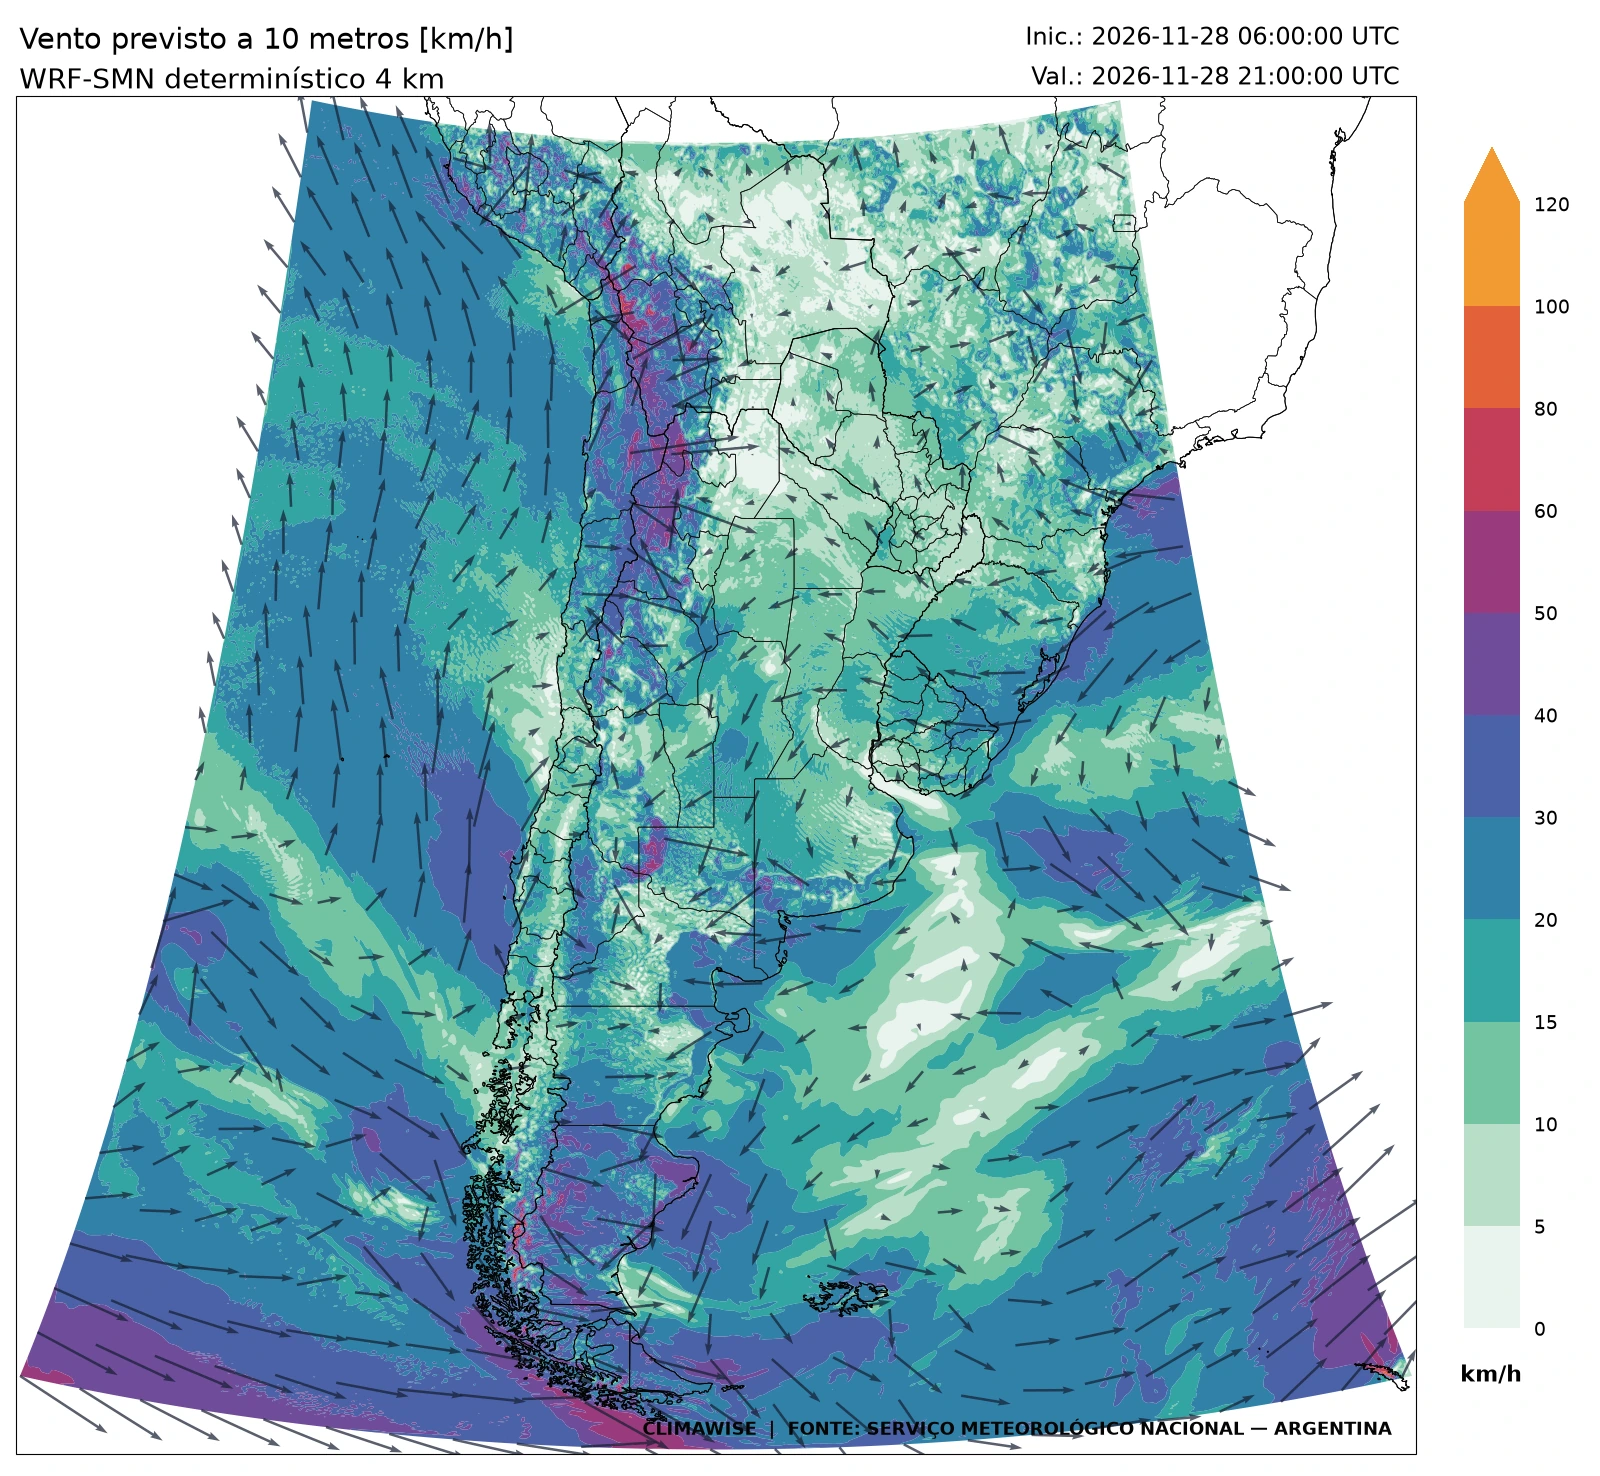 Vento previsto a 10 metros [km/h]
WRF-SMN determinístico 4 km
Inic.: 2026-11-28 06:00:00 UTC
Val.: 2026-11-28 21:00:00 UTC
120
100
80
60
50
40
30
20
15
10
5
0
km/h
CLIMAWISE | FONTE: SERVIÇO METEOROLÓGICO NACIONAL — ARGENTINA